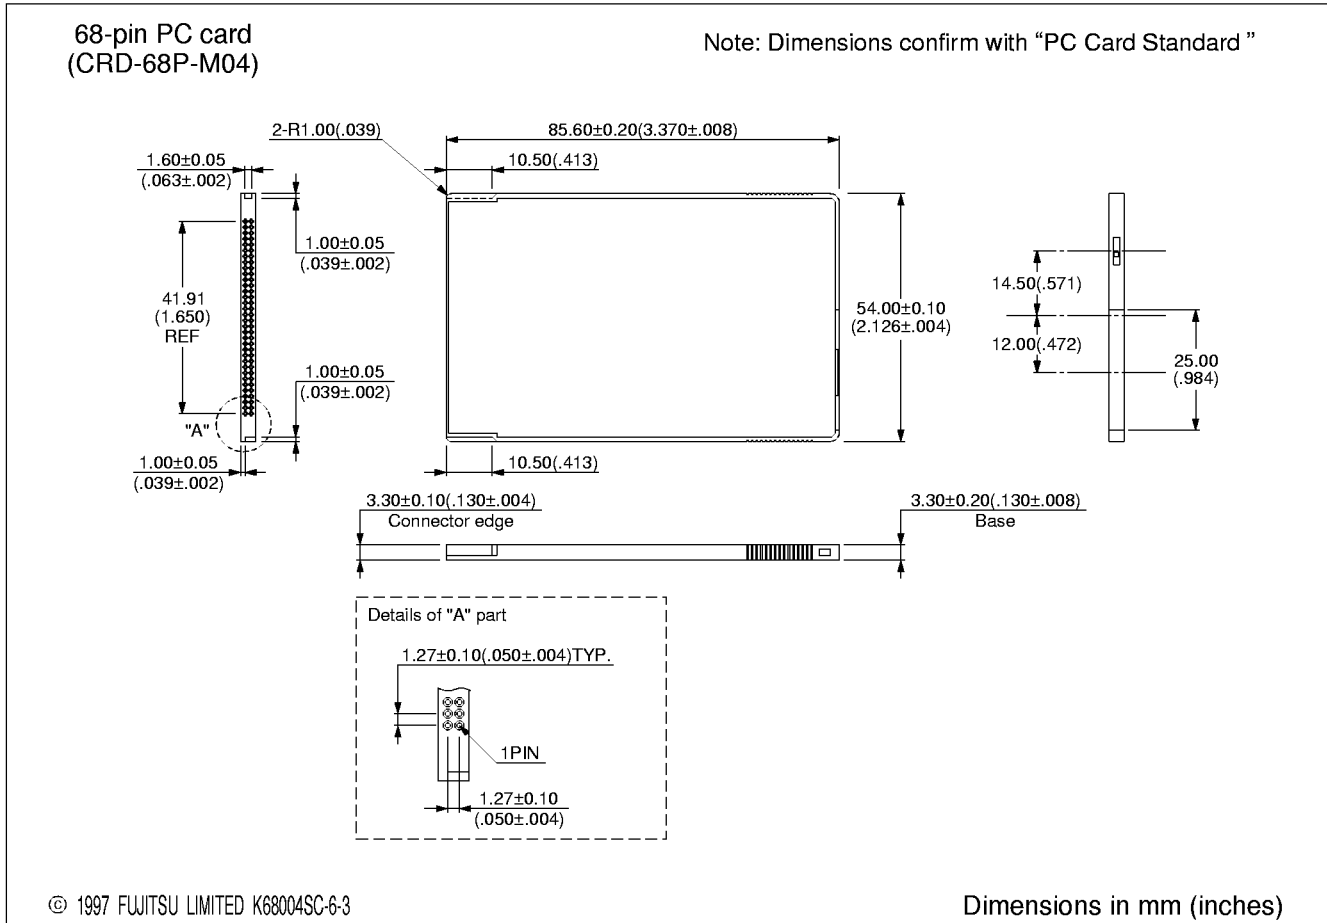 68-pin PC card
(CRD-68P-M04)
Note: Dimensions confirm with “PC Card Standard ”
2-R1.00(.039)
85.60±0.20(3.370±.008)
10.50(.413)
1.60±0.05
(.063±.002)
1.00±0.05
(.039±.002)
41.91
(1.650)
REF
1.00±0.05
(.039±.002)
"A"
1.00±0.05
(.039±.002)
10.50(.413)
54.00±0.10
(2.126±.004)
14.50(.571)
12.00(.472)
25.00
(.984)
3.30±0.10(.130±.004)
Connector edge
3.30±0.20(.130±.008)
Base
Details of "A" part
1.27±0.10(.050±.004)TYP.
1PIN
1.27±0.10
(.050±.004)
© 1997 FUJITSU LIMITED K68004SC-6-3
Dimensions in mm (inches)